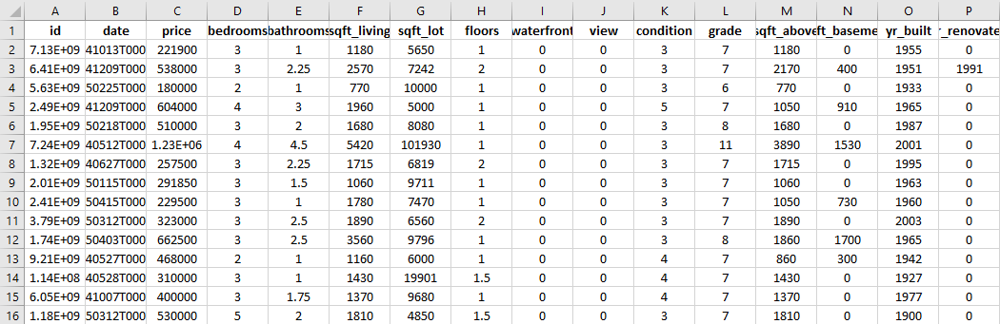 A B C D E F G H I J K L M N O P
1 id date price bedrooms bathrooms sqft_living sqft_lot floors waterfront view condition grade sqft_above ft_baseme yr_built r_renovate
2 7.13E+09 41013T000 221900 3 1 1180 5650 1 0 0 3 7 1180 0 1955 0
3 6.41E+09 41209T000 538000 3 2.25 2570 7242 2 0 0 3 7 2170 400 1951 1991
4 5.63E+09 50225T000 180000 2 1 770 10000 1 0 0 3 6 770 0 1933 0
5 2.49E+09 41209T000 604000 4 3 1960 5000 1 0 0 5 7 1050 910 1965 0
6 1.95E+09 50218T000 510000 3 2 1680 8080 1 0 0 3 8 1680 0 1987 0
7 7.24E+09 40512T000 1.23E+06 4 4.5 5420 101930 1 0 0 3 11 3890 1530 2001 0
8 1.32E+09 40627T000 257500 3 2.25 1715 6819 2 0 0 3 7 1715 0 1995 0
9 2.01E+09 50115T000 291850 3 1.5 1060 9711 1 0 0 3 7 1060 0 1963 0
10 2.41E+09 50415T000 229500 3 1 1780 7470 1 0 0 3 7 1050 730 1960 0
11 3.79E+09 50312T000 323000 3 2.5 1890 6560 2 0 0 3 7 1890 0 2003 0
12 1.74E+09 50403T000 662500 3 2.5 3560 9796 1 0 0 3 8 1860 1700 1965 0
13 9.21E+09 40527T000 468000 2 1 1160 6000 1 0 0 4 7 860 300 1942 0
14 1.14E+08 40528T000 310000 3 1 1430 19901 1.5 0 0 4 7 1430 0 1927 0
15 6.05E+09 41007T000 400000 3 1.75 1370 9680 1 0 0 4 7 1370 0 1977 0
16 1.18E+09 50312T000 530000 5 2 1810 4850 1.5 0 0 3 7 1810 0 1900 0